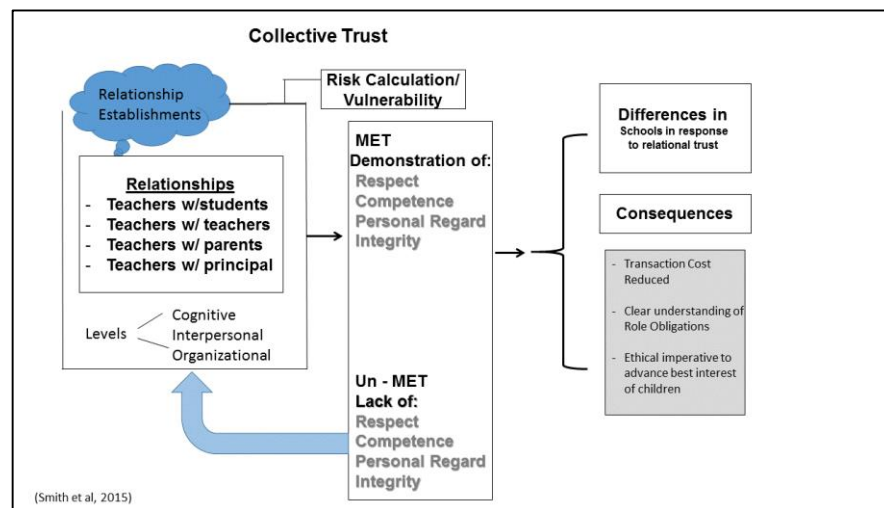 Collective Trust
Relationship
Establishments
Risk Calculation/
Vulnerability
Relationships
- Teachers w/students
- Teachers w/ teachers
- Teachers w/ parents
- Teachers w/ principal
Levels
Cognitive
Interpersonal
Organizational
MET
Demonstration of:
Respect
Competence
Personal Regard
Integrity
Un - MET
Lack of:
Respect
Competence
Personal Regard
Integrity
Differences in
Schools in response
to relational trust
Consequences
- Transaction Cost
Reduced
- Clear understanding of
Role Obligations
- Ethical imperative to
advance best interest
of children
(Smith et al, 2015)